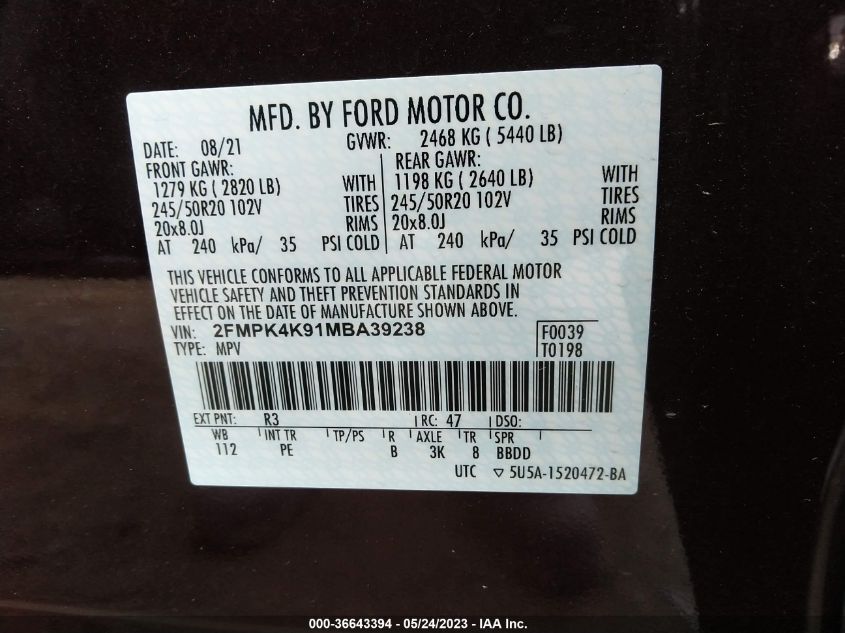 MFD. BY FORD MOTOR CO.
DATE: 08/21 GVWR: 2468 KG ( 5440 LB)
FRONT GAWR: REAR GAWR:
1279 KG ( 2820 LB) WITH 1198 KG ( 2640 LB) WITH
245/50R20 102V TIRES 245/50R20 102V TIRES
20x8.0J RIMS 20x8.0J RIMS
AT 240 kPa/ 35 PSI COLD AT 240 kPa/ 35 PSI COLD
THIS VEHICLE CONFORMS TO ALL APPLICABLE FEDERAL MOTOR
VEHICLE SAFETY AND THEFT PREVENTION STANDARDS IN
EFFECT ON THE DATE OF MANUFACTURE SHOWN ABOVE.
VIN: 2FMPK4K91MBA39238 F0039
TYPE: MPV T0198
EXT PNT: R3 RC: 47 DSO:
WB INT TR TP/PS R AXLE TR SPR
112 PE B 3K 8 BBDD
UTC ▽ 5U5A-1520472-BA
000-36643394 - 05/24/2023 - IAA Inc.